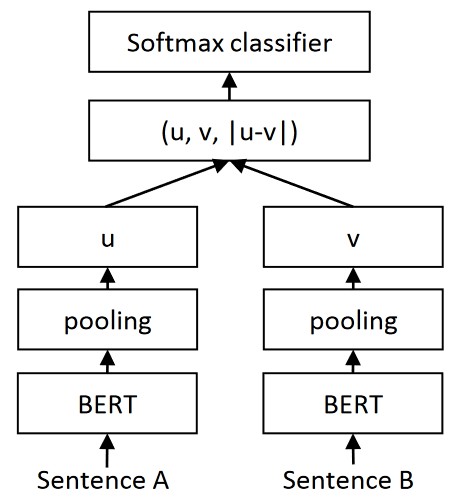 Softmax classifier
(u, v, |u-v|)
u v
pooling pooling
BERT BERT
Sentence A Sentence B